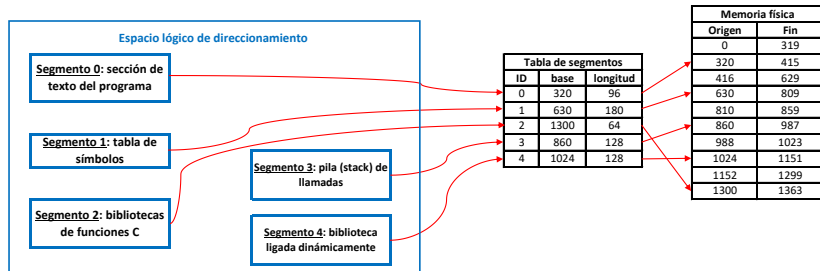 Espacio lógico de direccionamiento
Segmento 0: sección de
texto del programa
Segmento 1: tabla de
símbolos
Segmento 2: bibliotecas
de funciones C
Segmento 3: pila (stack) de
llamadas
Segmento 4: biblioteca
ligada dinámicamente
Tabla de segmentos
ID base longitud
0 320 96
1 630 180
2 1300 64
3 860 128
4 1024 128
Memoria física
Origen Fin
0 319
320 415
416 629
630 809
810 859
860 987
988 1023
1024 1151
1152 1299
1300 1363